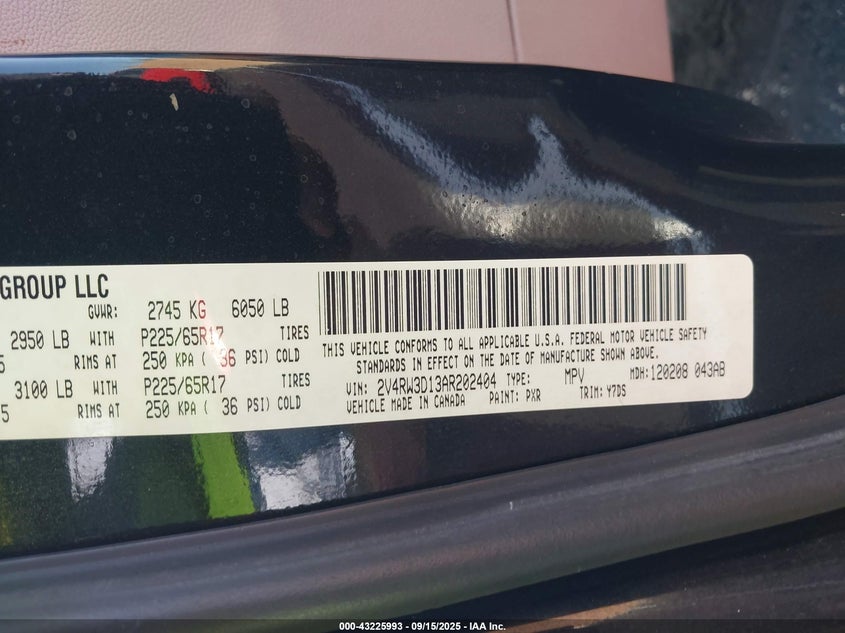 GROUP LLC
GVWR: 2745 KG 6050 LB
2950 LB WITH P225/65R17 TIRES
5 RIMS AT 250 KPA ( 36 PSI) COLD
3100 LB WITH P225/65R17 TIRES
5 RIMS AT 250 KPA ( 36 PSI) COLD
THIS VEHICLE CONFORMS TO ALL APPLICABLE U.S.A. FEDERAL MOTOR VEHICLE SAFETY
STANDARDS IN EFFECT ON THE DATE OF MANUFACTURE SHOWN ABOVE.
VIN: 2V4RW3D13AR202404 TYPE: MPV MDH: 120208 043AB
VEHICLE MADE IN CANADA PAINT: PXR TRIM: Y7DS
000-43225993 - 09/15/2025 - IAA Inc.